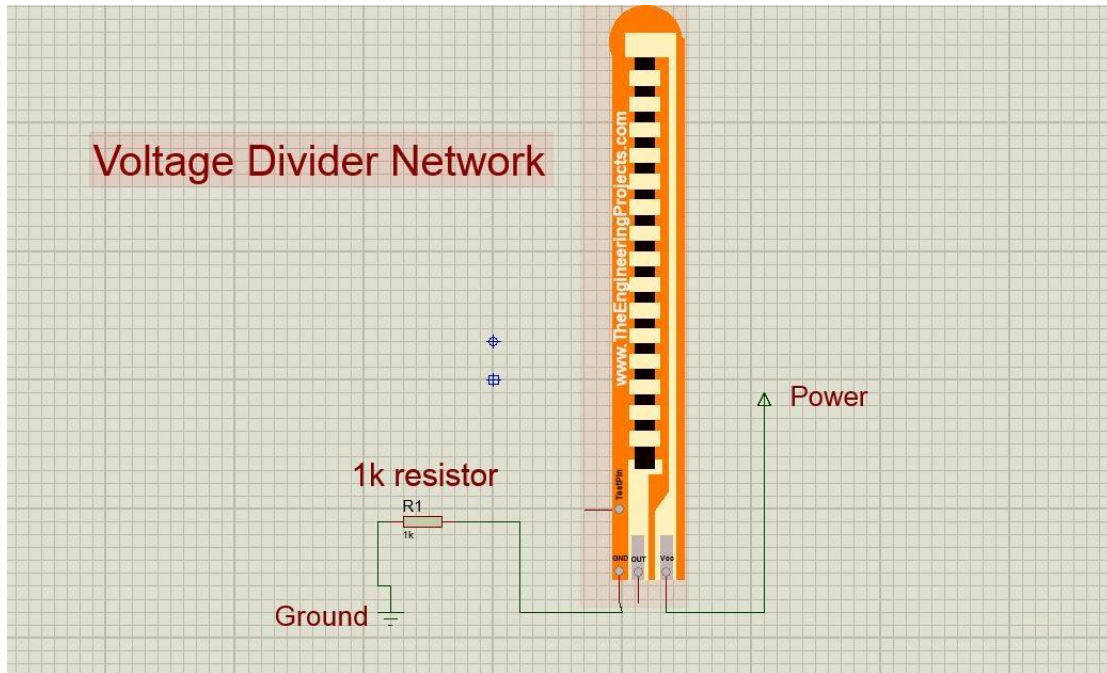 Voltage Divider Network
www.TheEngineeringProjects.com
Power
1k resistor
R1
1k
TestPin
GND OUT Vcc
Ground